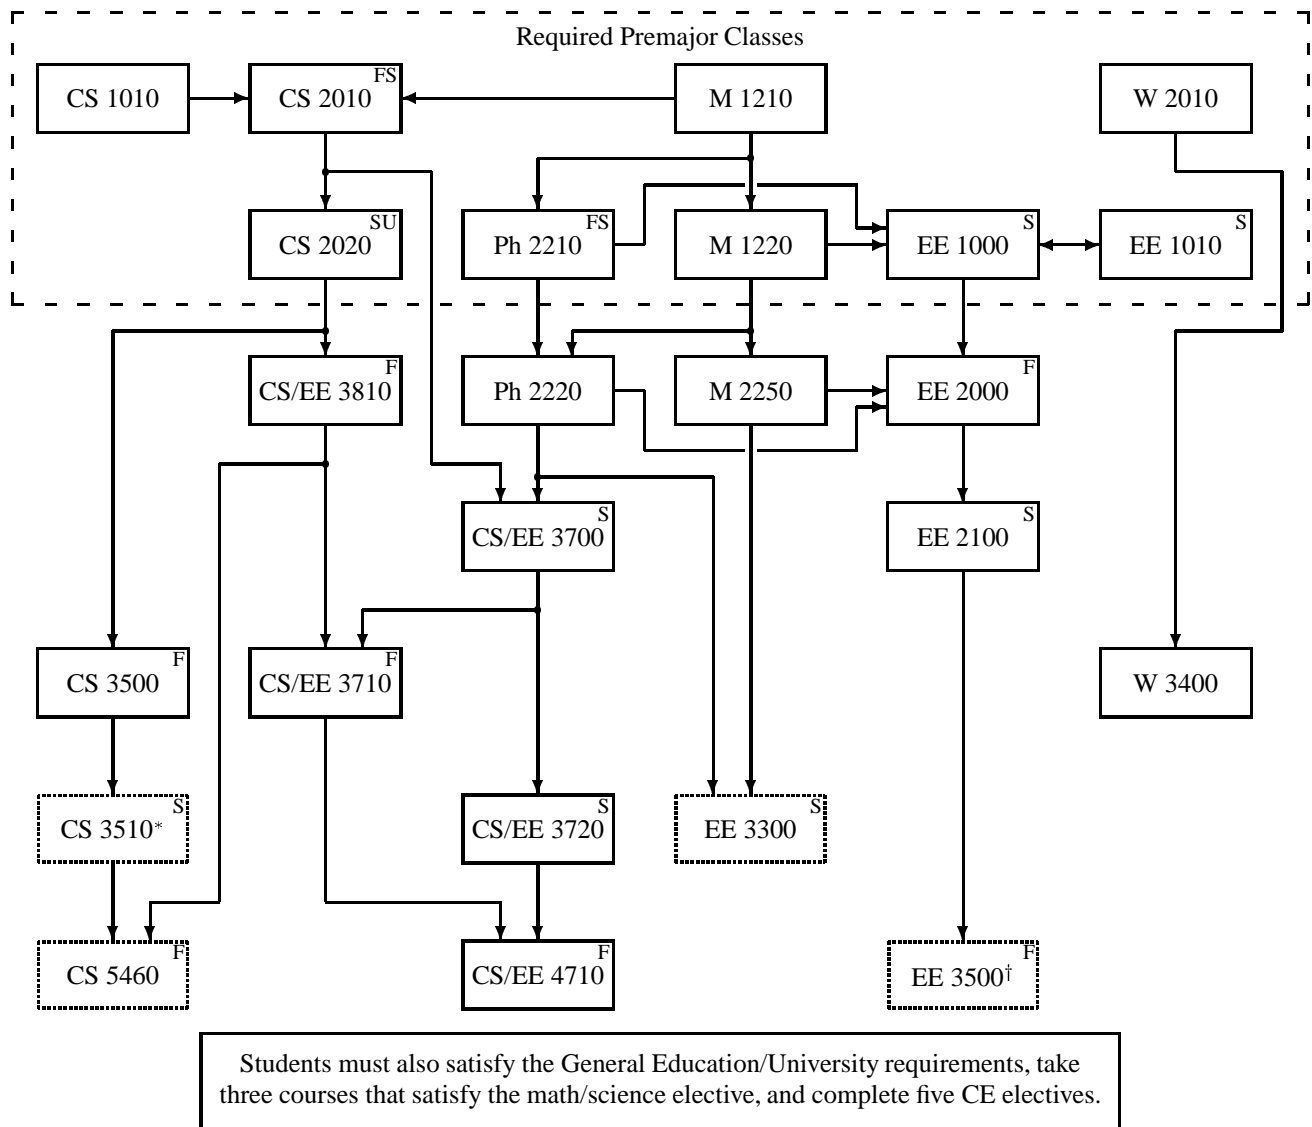 Required Premajor Classes
CS 1010
CS 2010
FS
M 1210
W 2010
CS 2020
SU
Ph 2210
FS
M 1220
EE 1000
S
EE 1010
S
CS/EE 3810
F
Ph 2220
M 2250
EE 2000
F
CS/EE 3700
S
EE 2100
S
CS 3500
F
CS/EE 3710
F
W 3400
CS 3510*
S
CS/EE 3720
S
EE 3300
S
CS 5460
F
CS/EE 4710
F
EE 3500†
F
Students must also satisfy the General Education/University requirements, take
three courses that satisfy the math/science elective, and complete five CE electives.